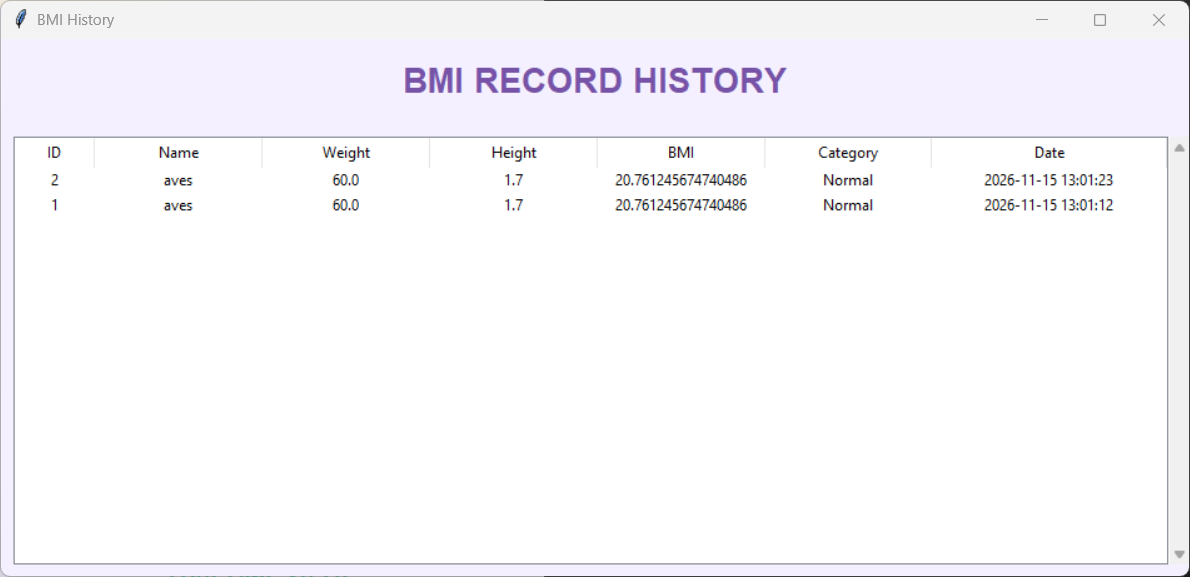 BMI History
BMI RECORD HISTORY
ID Name Weight Height BMI Category Date
2 aves 60.0 1.7 20.761245674740486 Normal 2026-11-15 13:01:23
1 aves 60.0 1.7 20.761245674740486 Normal 2026-11-15 13:01:12